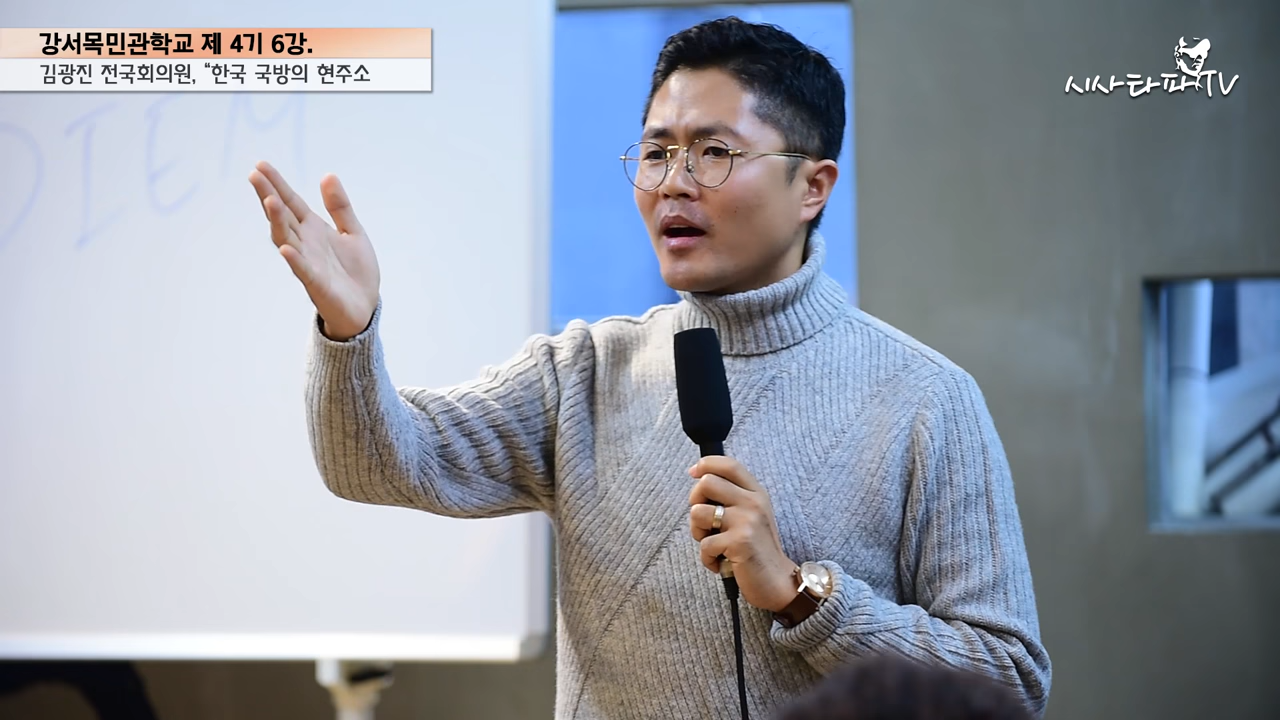 강서목민관학교 제 4기 6강.
김광진 전국회의원, “한국 국방의 현주소
시사타파TV
DIEM